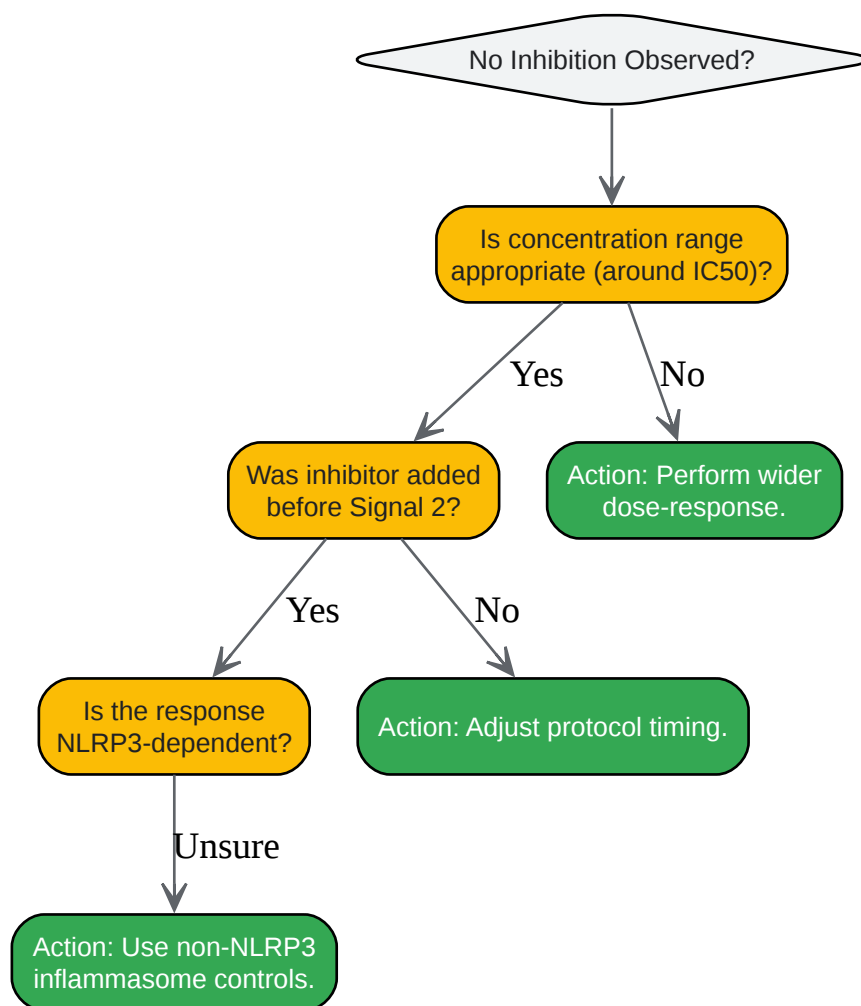 No Inhibition Observed?
Is concentration range
appropriate (around IC50)?
Yes
No
Was inhibitor added
before Signal 2?
Action: Perform wider
dose-response.
Yes
No
Is the response
NLRP3-dependent?
Action: Adjust protocol timing.
Unsure
Action: Use non-NLRP3
inflammasome controls.